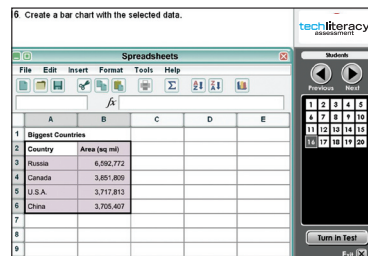 16. Create a bar chart with the selected data.
techliteracy
assessment
Spreadsheets
File Edit Insert Format Tools Help
Σ
fx
A B C D E
1 Biggest Countries
2 Country Area (sq mi)
3 Russia 6,592,772
4 Canada 3,851,809
5 U.S.A. 3,717,813
6 China 3,705,407
7
8
9
Students
Previous Next
1 2 3 4 5
6 7 8 9 10
11 12 13 14 15
16 17 18 19 20
Turn in Test
Exit X